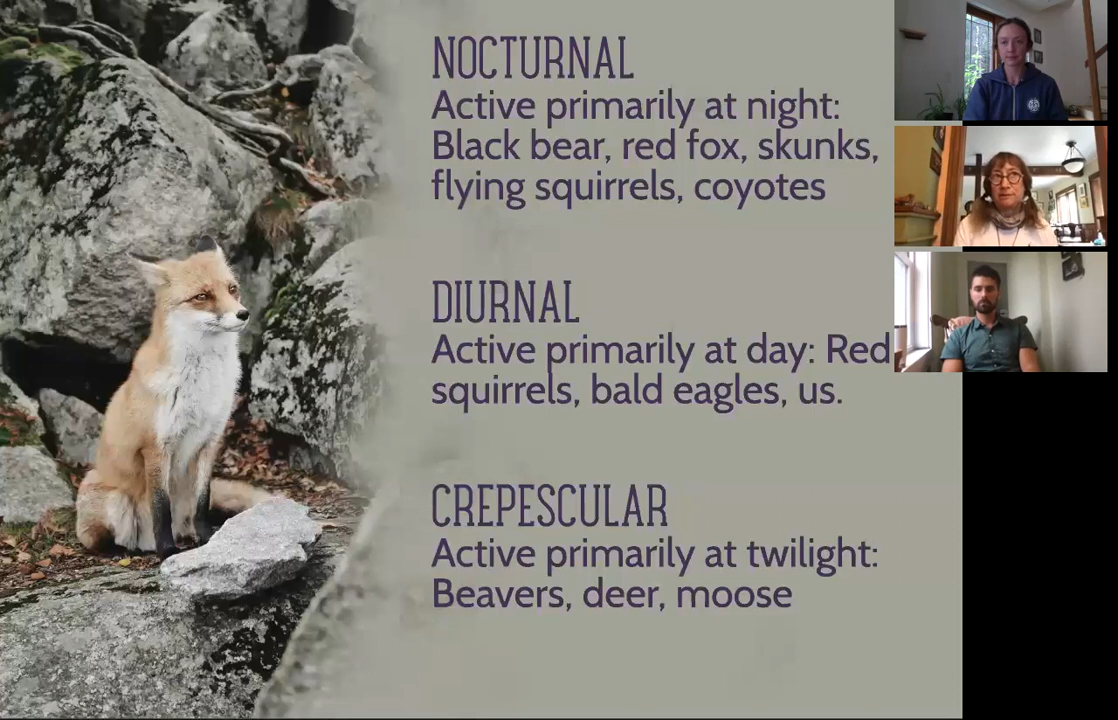 NOCTURNAL
Active primarily at night:
Black bear, red fox, skunks,
flying squirrels, coyotes
DIURNAL
Active primarily at day: Red
squirrels, bald eagles, us.
CREPESCULAR
Active primarily at twilight:
Beavers, deer, moose